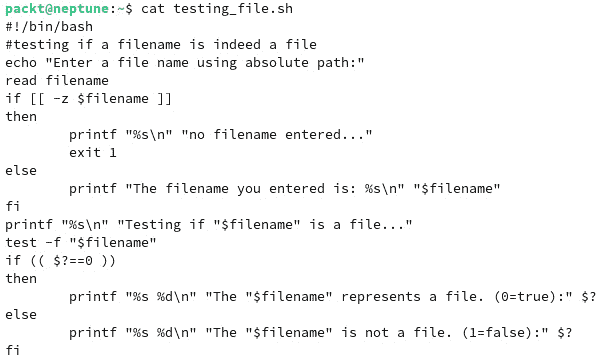 packt@neptune:~$ cat testing_file.sh
#!/bin/bash
#testing if a filename is indeed a file
echo "Enter a file name using absolute path:"
read filename
if [[ -z $filename ]]
then
        printf "%s\n" "no filename entered..."
        exit 1
else
        printf "The filename you entered is: %s\n" "$filename"
fi
printf "%s\n" "Testing if "$filename" is a file..."
test -f "$filename"
if (( $?==0 ))
then
        printf "%s %d\n" "The "$filename" represents a file. (0=true):" $?
else
        printf "%s %d\n" "The "$filename" is not a file. (1=false):" $?
fi